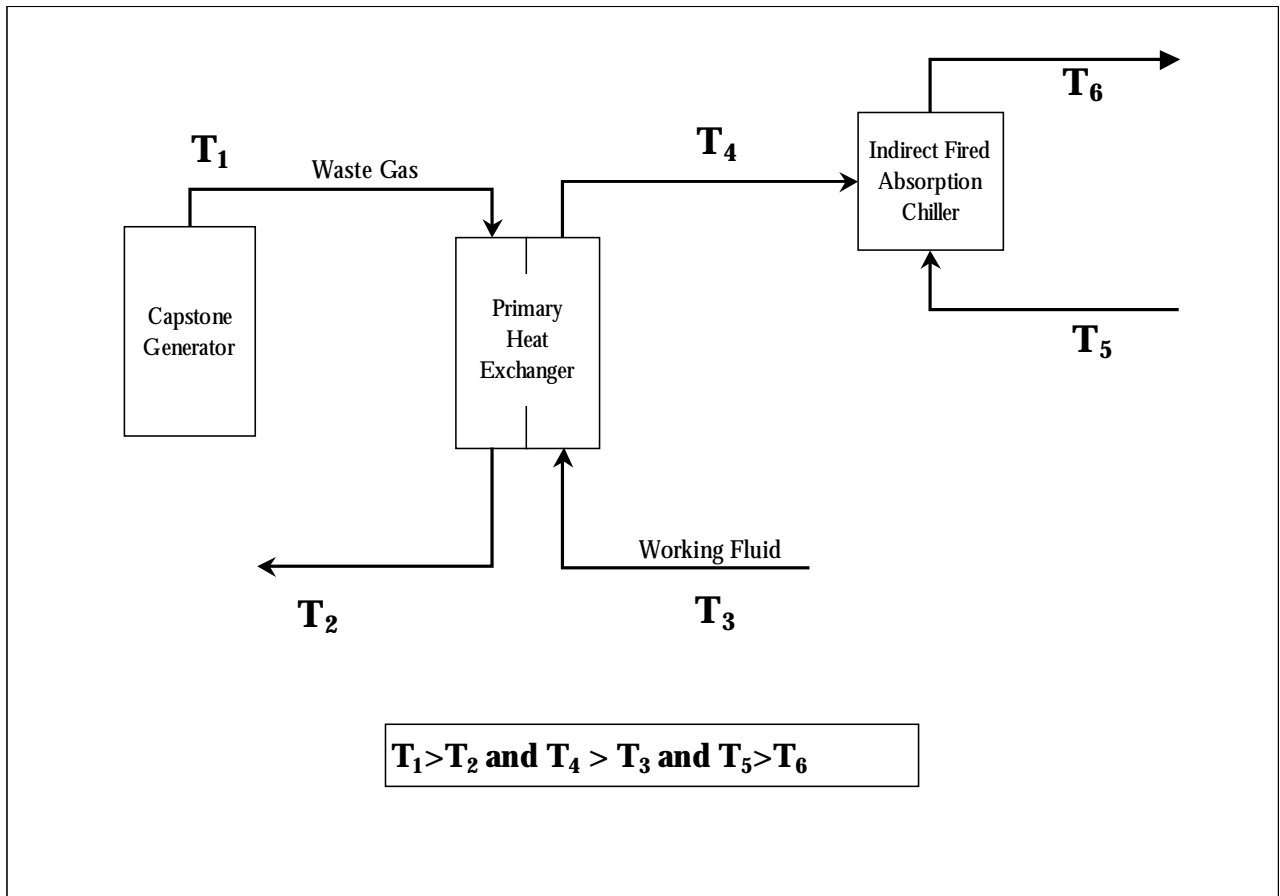 T₆
T₁
Waste Gas
T₄
Indirect Fired
Absorption
Chiller
Capstone
Generator
Primary
Heat
Exchanger
T₅
Working Fluid
T₂
T₃
T₁>T₂ and T₄ > T₃ and T₅>T₆